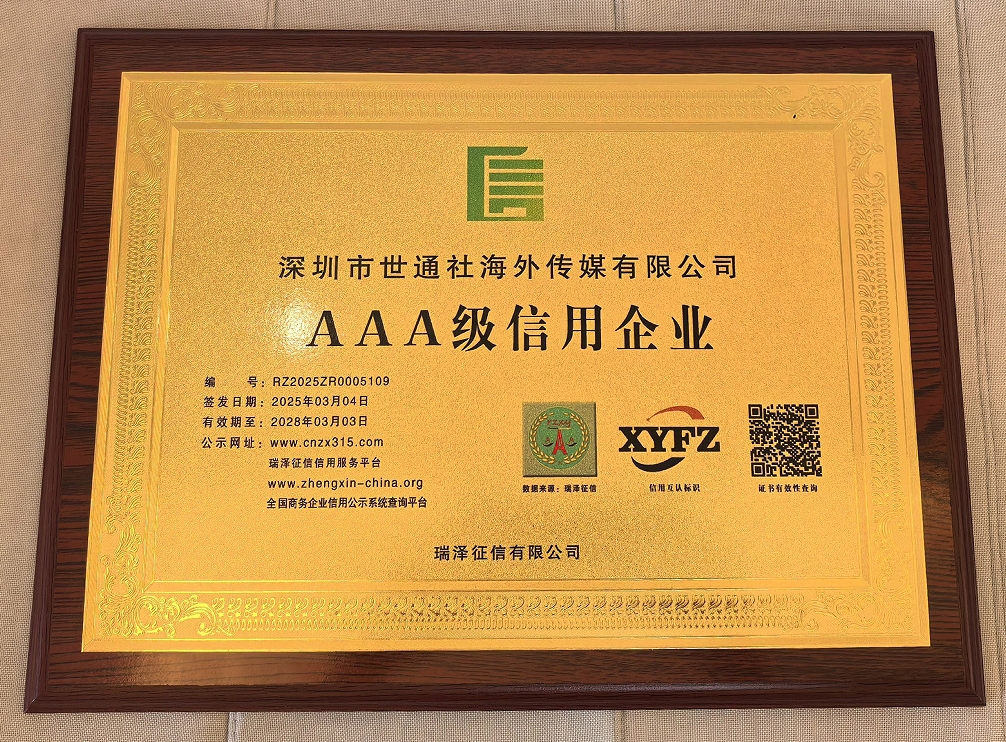 深圳市世通社海外传媒有限公司
AAA级信用企业
编 号：RZ2025ZR0005109
签发日期：2025年03月04日
有效期至：2028年03月03日
公示网址：www.cnzx315.com
瑞泽征信信用服务平台
www.zhengxin-china.org
全国商务企业信用公示系统查询平台
数据来源：瑞泽征信
XYFZ
信用互认标识
证书有效性查询
瑞泽征信有限公司